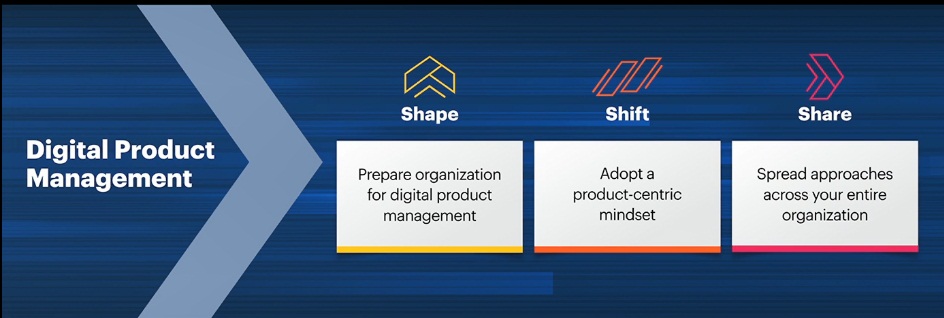 Digital Product
Management
Shape
Prepare organization
for digital product
management
Shift
Adopt a
product-centric
mindset
Share
Spread approaches
across your entire
organization